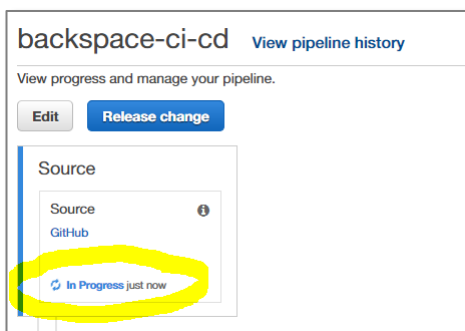 backspace-ci-cd View pipeline history
View progress and manage your pipeline.
Edit Release change
Source
Source
GitHub
In Progress just now